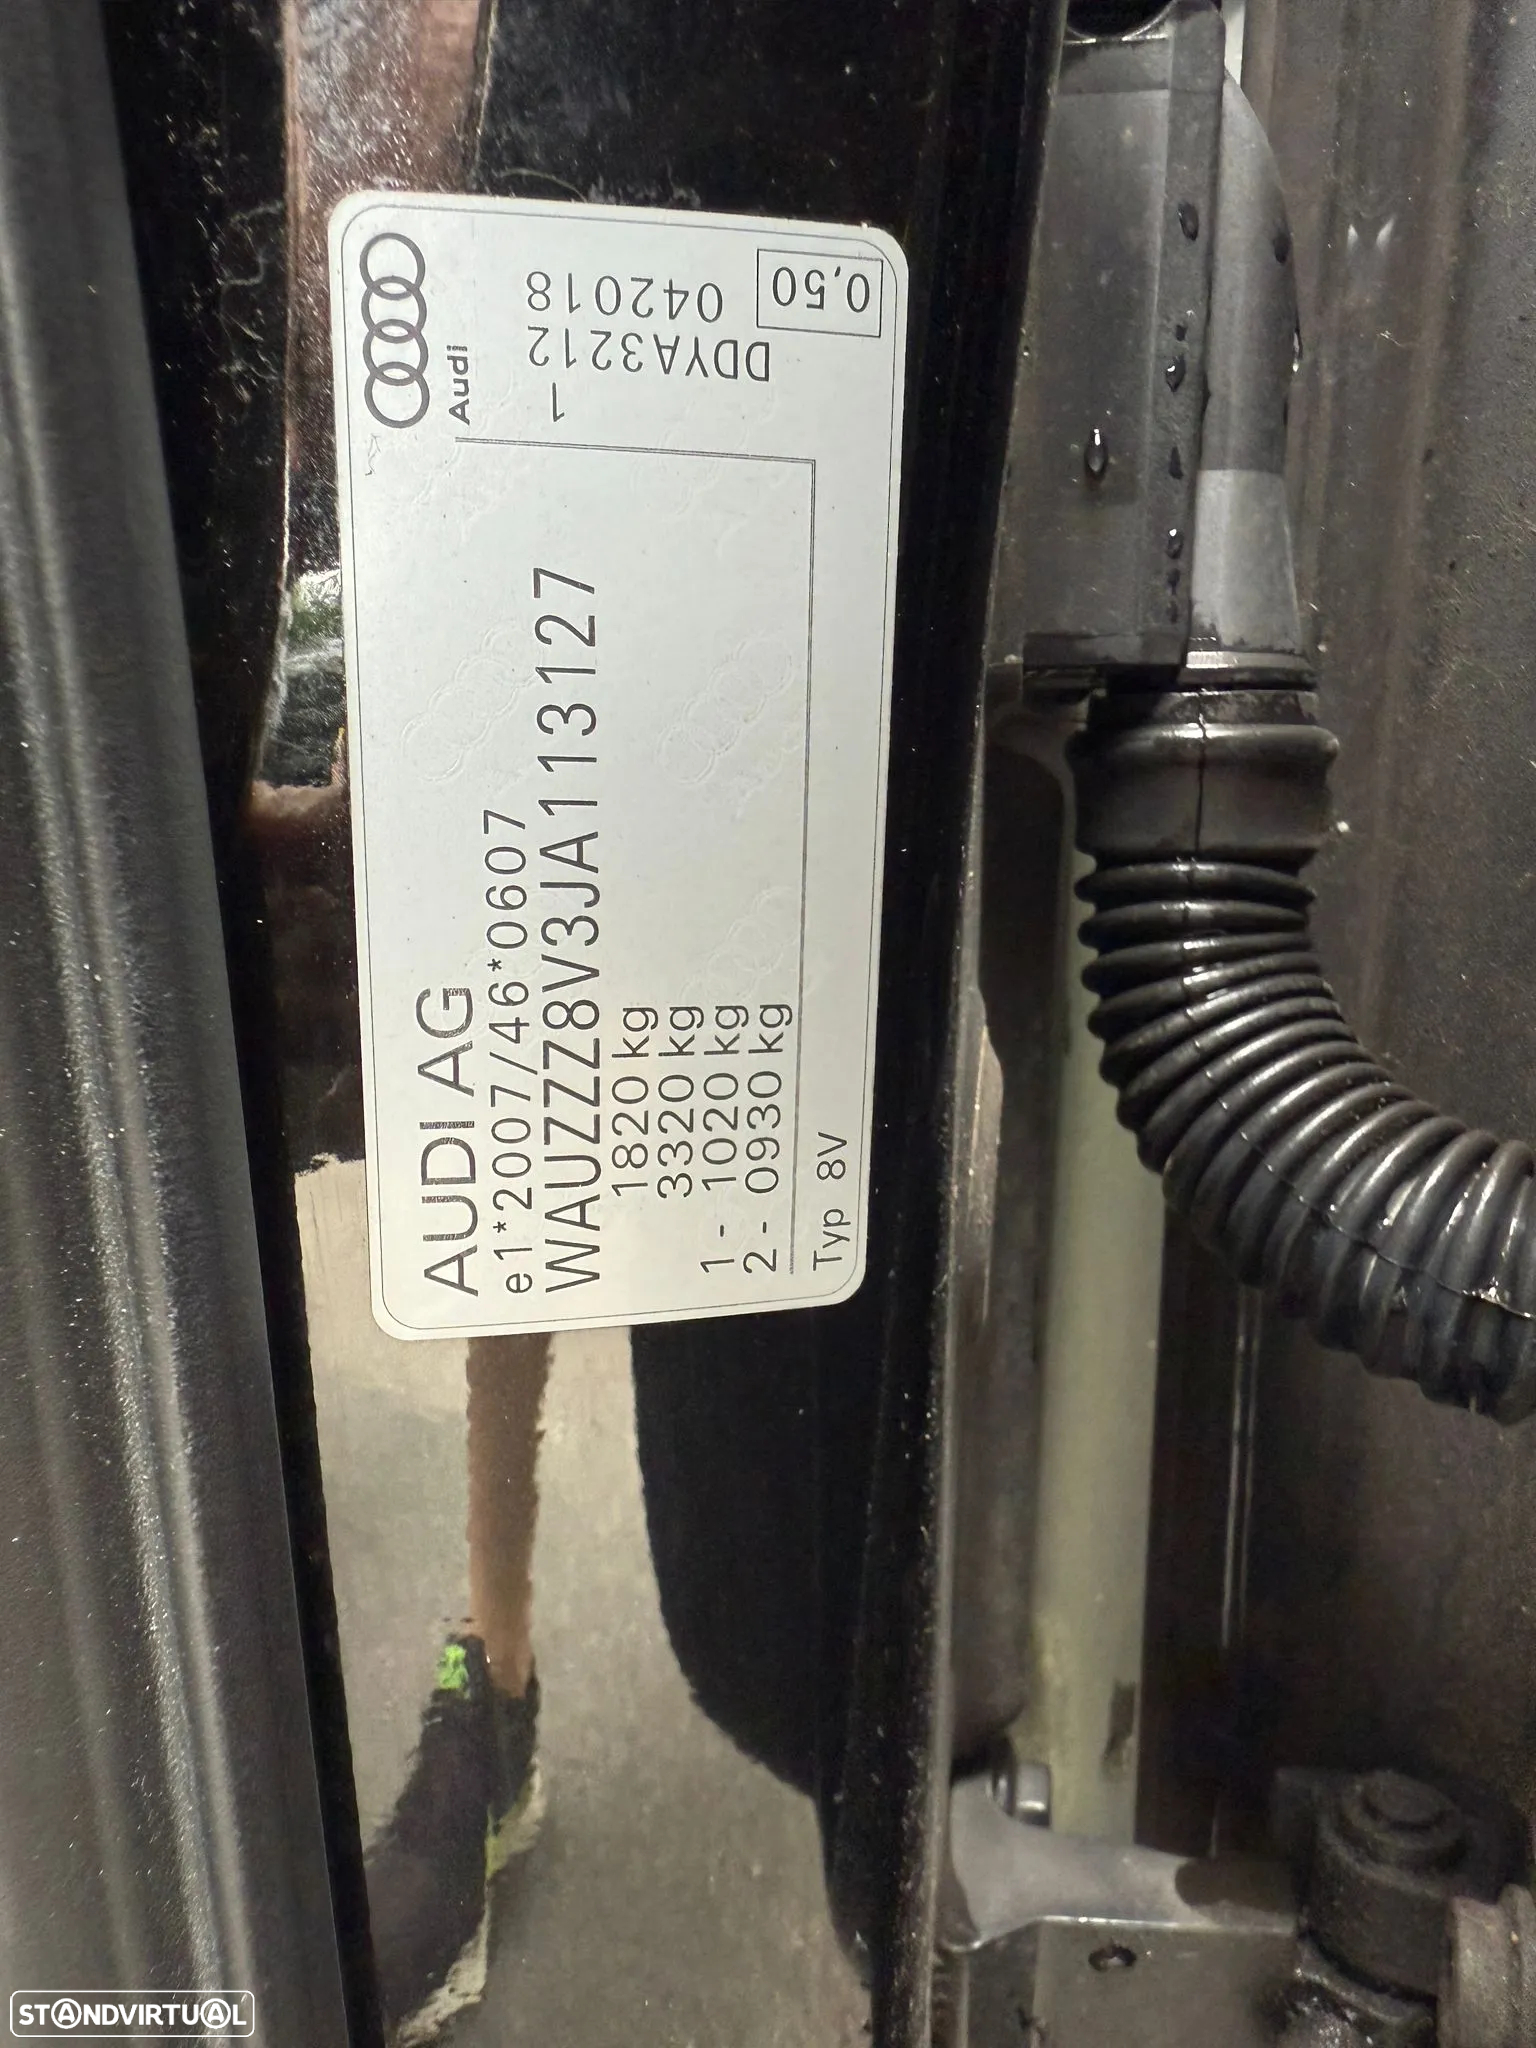 AUDI AG
e1*2007/46*0607
WAUZZZ8V3JA113127
1820 kg
3320 kg
1 - 1020 kg
2 - 0930 kg
Typ 8V
Audi
1
DDYA3212
042018
0,50
STANDVIRTUAL